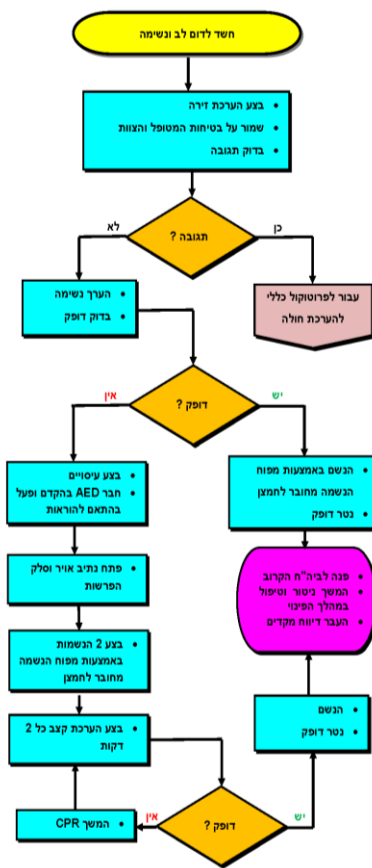 חשד לדום לב ונשימה
• בצע הערכת זירה
• שמור על בטיחות המטופל והצוות
• בדוק תגובה
לא
תגובה ?
כן
• הערך נשימה
• בדוק דופק
עבור לפרוטוקול כללי
להערכת חולה
אין
דופק ?
יש
• בצע עיסויים
• חבר AED בהקדם ופעל
בהתאם להוראות
• הנשם באמצעות מפוח
הנשמה מחובר לחמצן
• נטר דופק
• פתח נתיב אויר וסלק
הפרשות
• פנה לביה"ח הקרוב
• המשך ניטור וטיפול
במהלך הפינוי
• העבר דיווח מקדים
• בצע 2 הנשמות
באמצעות מפוח הנשמה
מחובר לחמצן
• הנשם
• נטר דופק
• בצע הערכת קצב כל 2
דקות
• המשך CPR
אין
דופק ?
יש